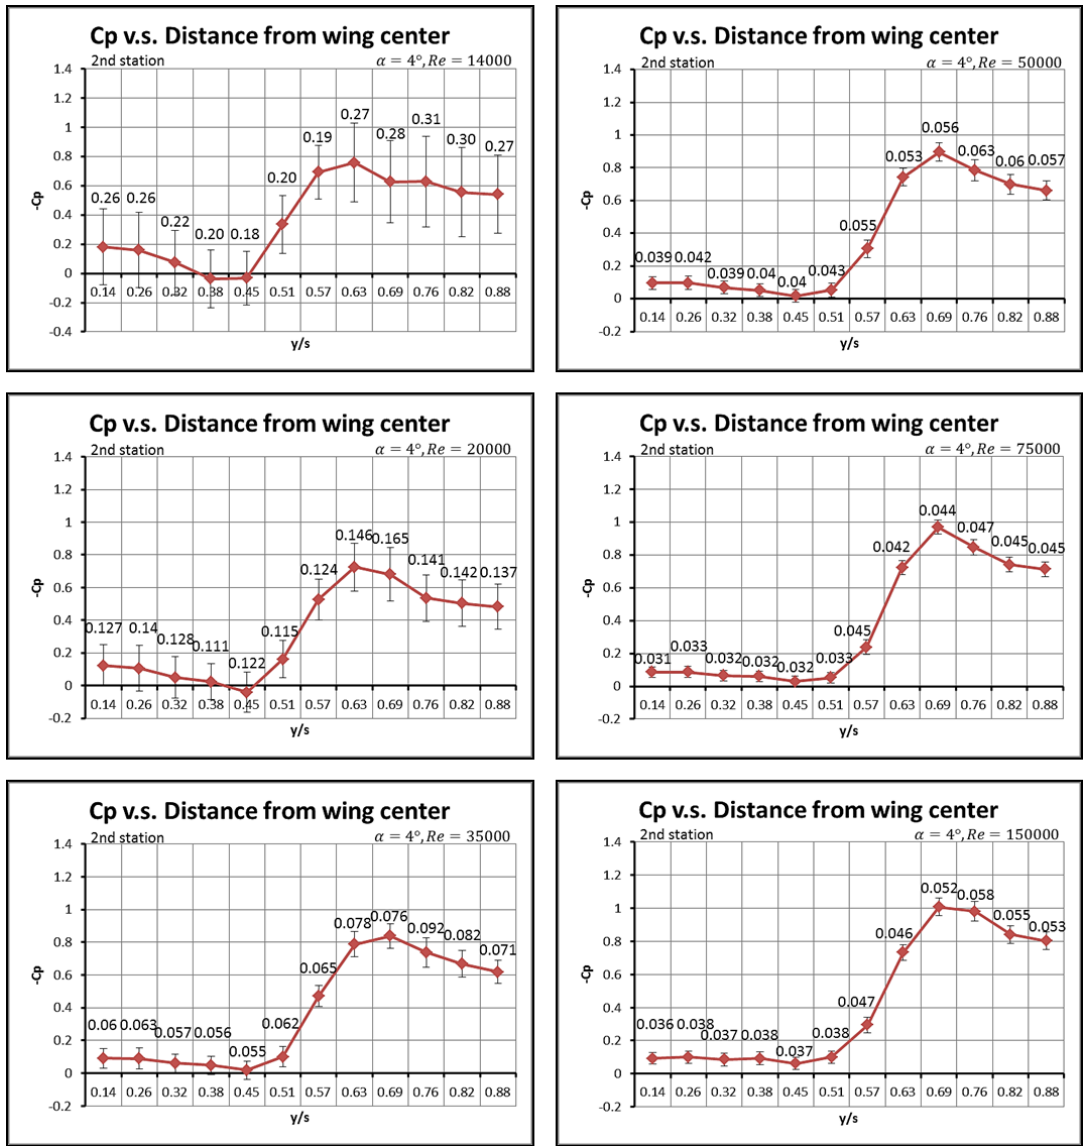 Cp v.s. Distance from wing center
2nd station
α = 4°, Re = 14000
1.4
1.2
1
0.8
0.6
0.4
0.2
0
-0.2
-0.4
-Cp
0.26 0.26 0.22 0.20 0.18 0.20 0.19 0.27 0.28 0.31 0.30 0.27
0.14 0.26 0.32 0.38 0.45 0.51 0.57 0.63 0.69 0.76 0.82 0.88
y/s
Cp v.s. Distance from wing center
2nd station
α = 4°, Re = 50000
1.4
1.2
1
0.8
0.6
0.4
0.2
0
-0.2
-Cp
0.039 0.042 0.039 0.04 0.04 0.043 0.055 0.053 0.056 0.063 0.06 0.057
0.14 0.26 0.32 0.38 0.45 0.51 0.57 0.63 0.69 0.76 0.82 0.88
y/s
Cp v.s. Distance from wing center
2nd station
α = 4°, Re = 20000
1.4
1.2
1
0.8
0.6
0.4
0.2
0
-0.2
-Cp
0.127 0.14 0.128 0.111 0.122 0.115 0.124 0.146 0.165 0.141 0.142 0.137
0.14 0.26 0.32 0.38 0.45 0.51 0.57 0.63 0.69 0.76 0.82 0.88
y/s
Cp v.s. Distance from wing center
2nd station
α = 4°, Re = 75000
1.4
1.2
1
0.8
0.6
0.4
0.2
0
-0.2
-Cp
0.031 0.033 0.032 0.032 0.032 0.033 0.045 0.042 0.044 0.047 0.045 0.045
0.14 0.26 0.32 0.38 0.45 0.51 0.57 0.63 0.69 0.76 0.82 0.88
y/s
Cp v.s. Distance from wing center
2nd station
α = 4°, Re = 35000
1.4
1.2
1
0.8
0.6
0.4
0.2
0
-0.2
-Cp
0.06 0.063 0.057 0.056 0.055 0.062 0.065 0.078 0.076 0.092 0.082 0.071
0.14 0.26 0.32 0.38 0.45 0.51 0.57 0.63 0.69 0.76 0.82 0.88
y/s
Cp v.s. Distance from wing center
2nd station
α = 4°, Re = 150000
1.4
1.2
1
0.8
0.6
0.4
0.2
0
-0.2
-Cp
0.036 0.038 0.037 0.038 0.037 0.038 0.047 0.046 0.052 0.058 0.055 0.053
0.14 0.26 0.32 0.38 0.45 0.51 0.57 0.63 0.69 0.76 0.82 0.88
y/s